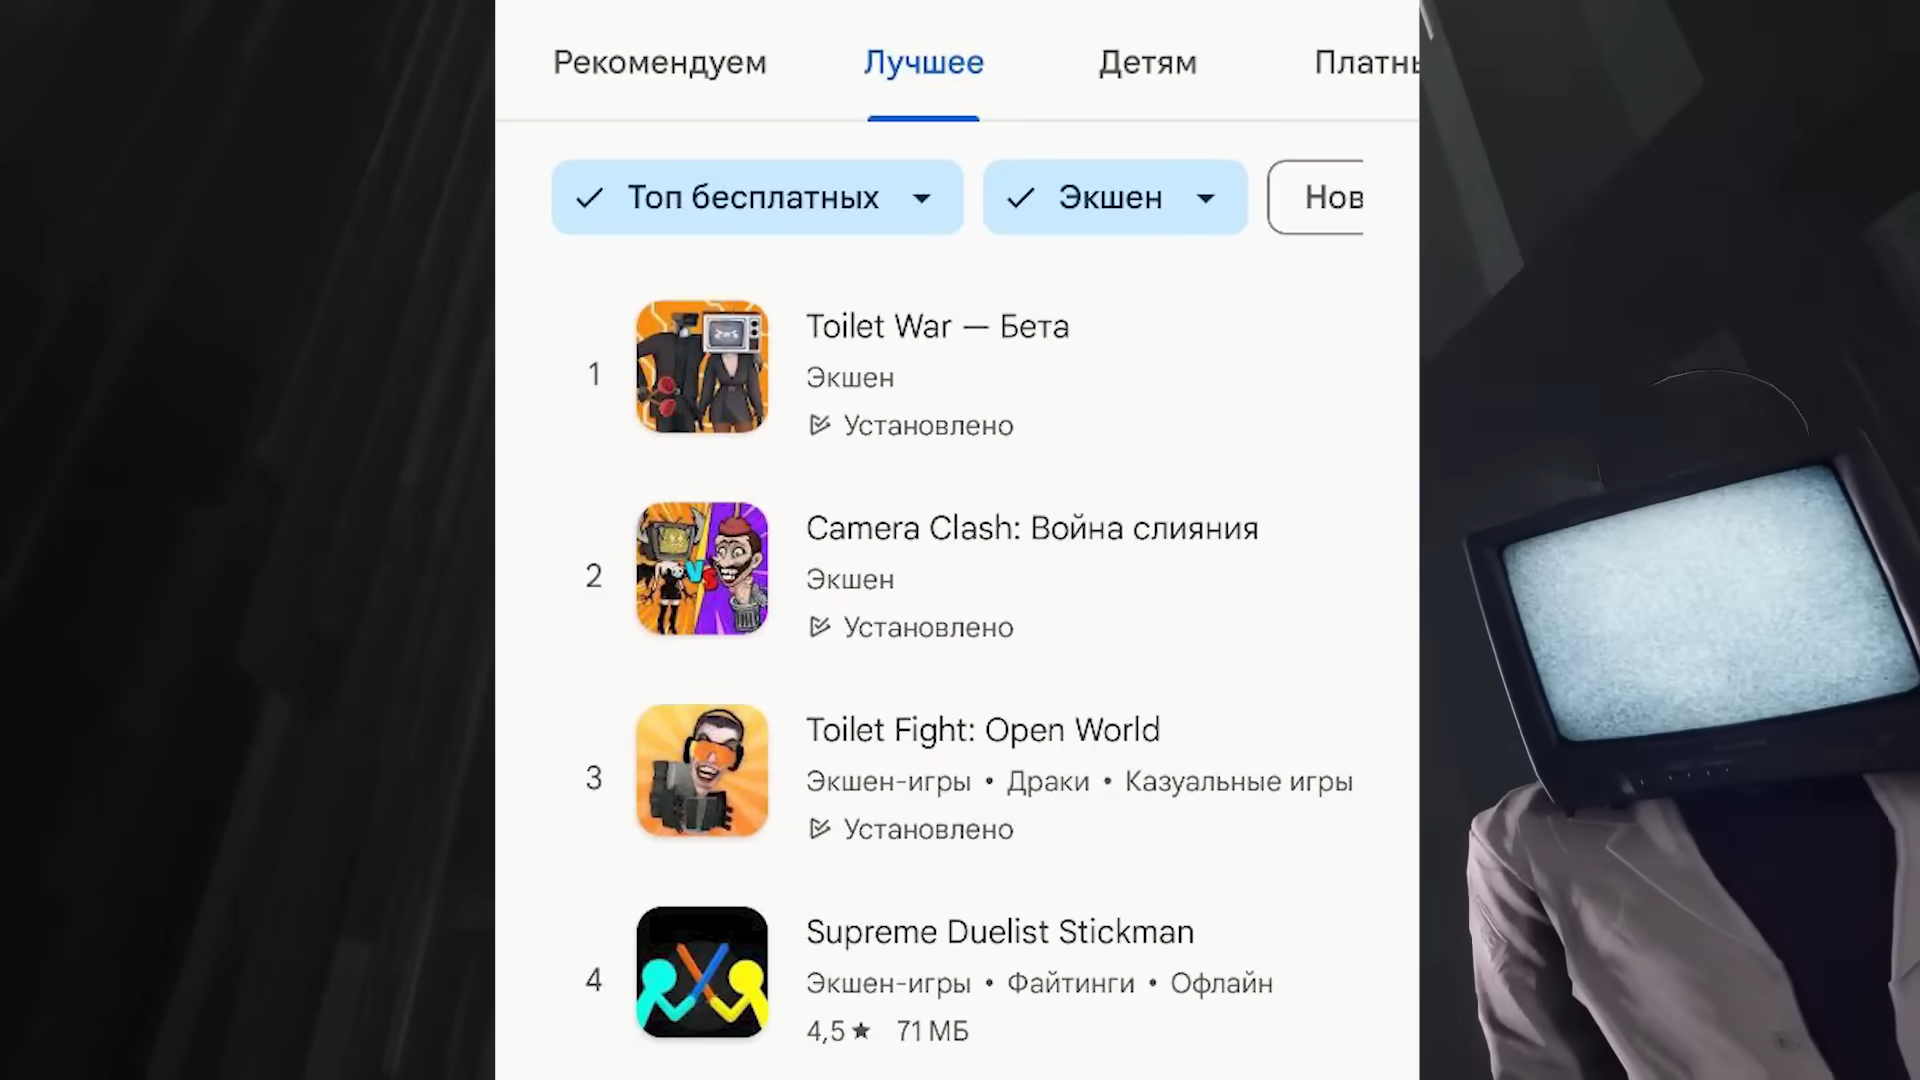 Рекомендуем Лучшее Детям Платны
Топ бесплатных Экшен Нов
1
Toilet War — Бета
Экшен
Установлено
2
Camera Clash: Война слияния
Экшен
Установлено
VS
3
Toilet Fight: Open World
Экшен-игры • Драки • Казуальные игры
Установлено
4
Supreme Duelist Stickman
Экшен-игры • Файтинги • Офлайн
4,5 ★ 71 МБ